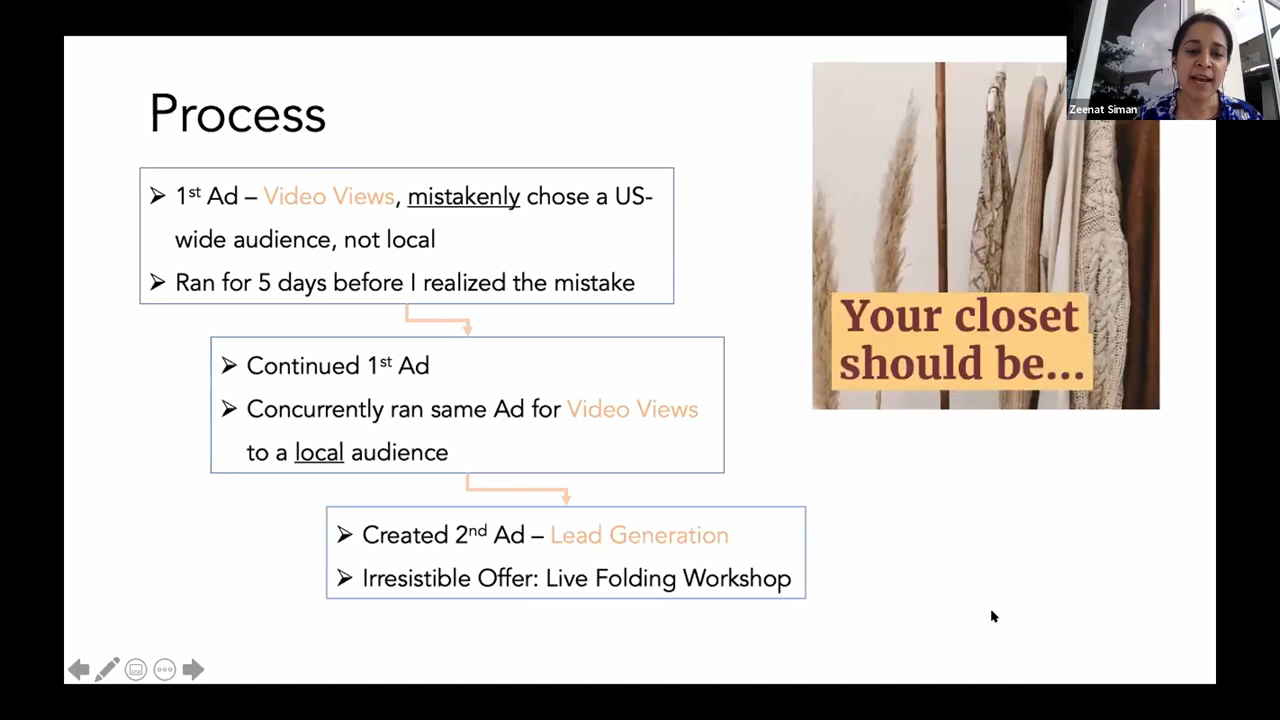 Process
➢ 1st Ad – Video Views, mistakenly chose a US-
wide audience, not local
➢ Ran for 5 days before I realized the mistake
➢ Continued 1st Ad
➢ Concurrently ran same Ad for Video Views
to a local audience
➢ Created 2nd Ad – Lead Generation
➢ Irresistible Offer: Live Folding Workshop
Your closet
should be...
Zeenat Siman